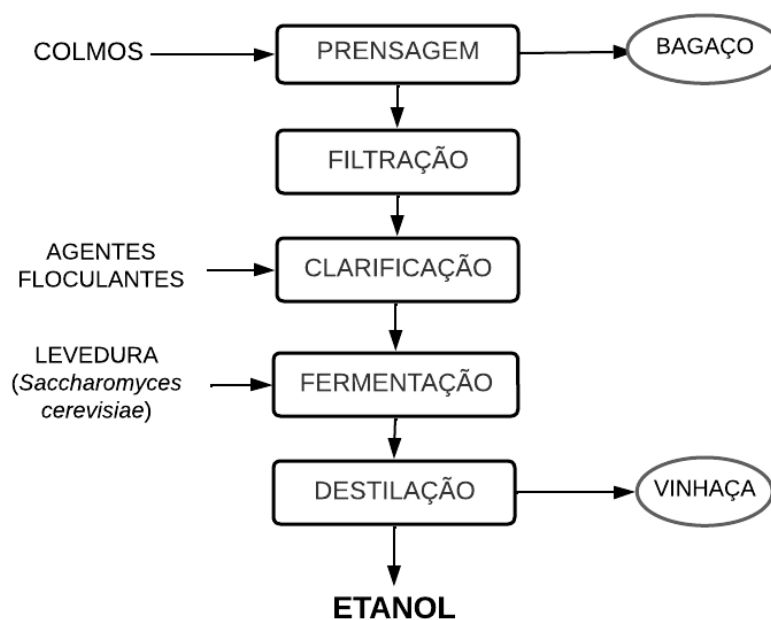 COLMOS
PRENSAGEM
BAGAÇO
FILTRAÇÃO
AGENTES
FLOCULANTES
CLARIFICAÇÃO
LEVEDURA
(Saccharomyces
cerevisiae)
FERMENTAÇÃO
DESTILAÇÃO
VINHAÇA
ETANOL